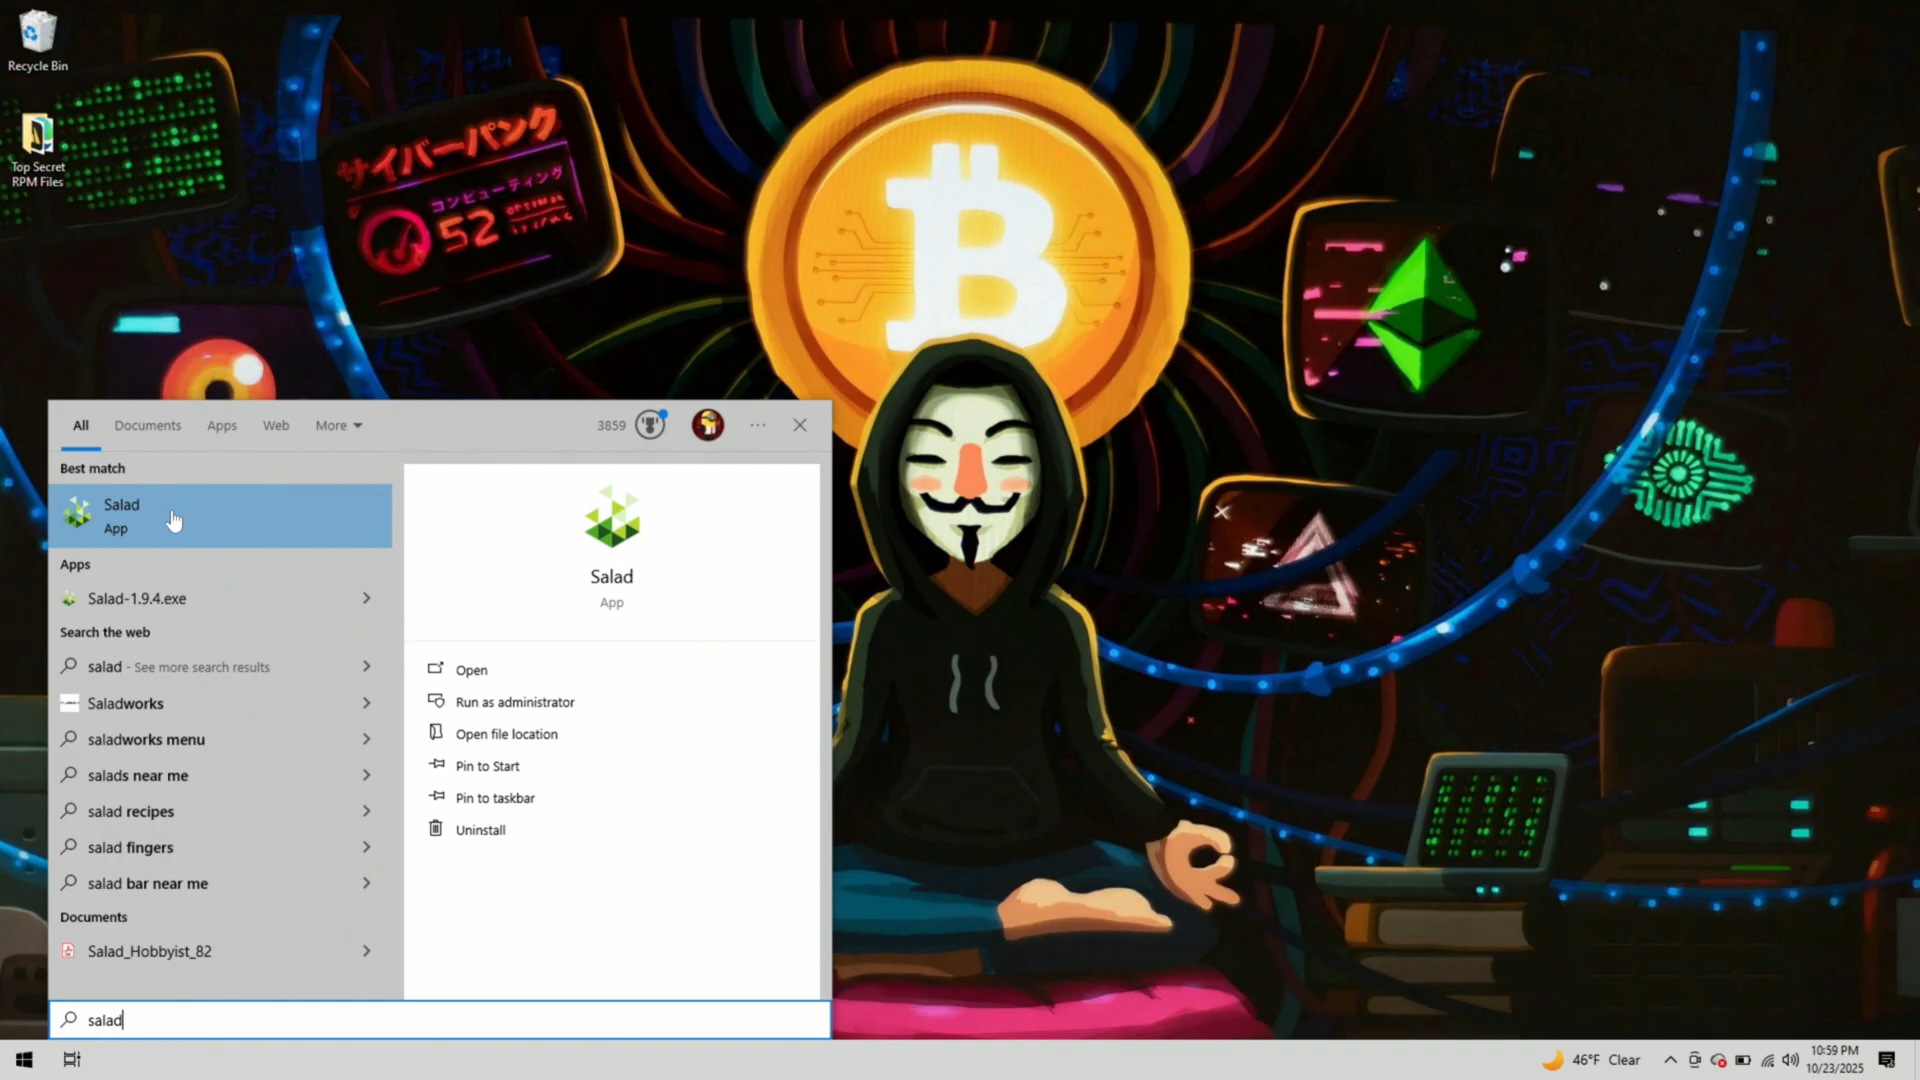 Recycle Bin
Top Secret
RPM Files
サイバーパンク
コンピューティング
52
All
Documents
Apps
Web
More
3859
Best match
Salad
App
Apps
Salad-1.9.4.exe
Search the web
salad - See more search results
Saladworks
saladworks menu
salads near me
salad recipes
salad fingers
salad bar near me
Documents
Salad_Hobbyist_82
Salad
App
Open
Run as administrator
Open file location
Pin to Start
Pin to taskbar
Uninstall
salad
46°F Clear
10:59 PM
10/23/2025